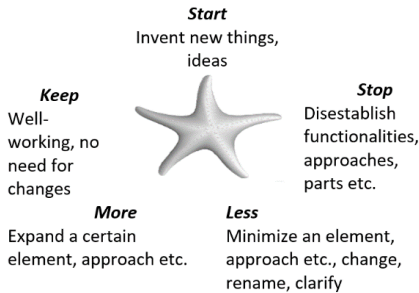 Start
Invent new things,
ideas
Keep
Well-
working, no
need for
changes
Stop
Disestablish
functionalities,
approaches,
parts etc.
More
Expand a certain
element, approach etc.
Less
Minimize an element,
approach etc., change,
rename, clarify